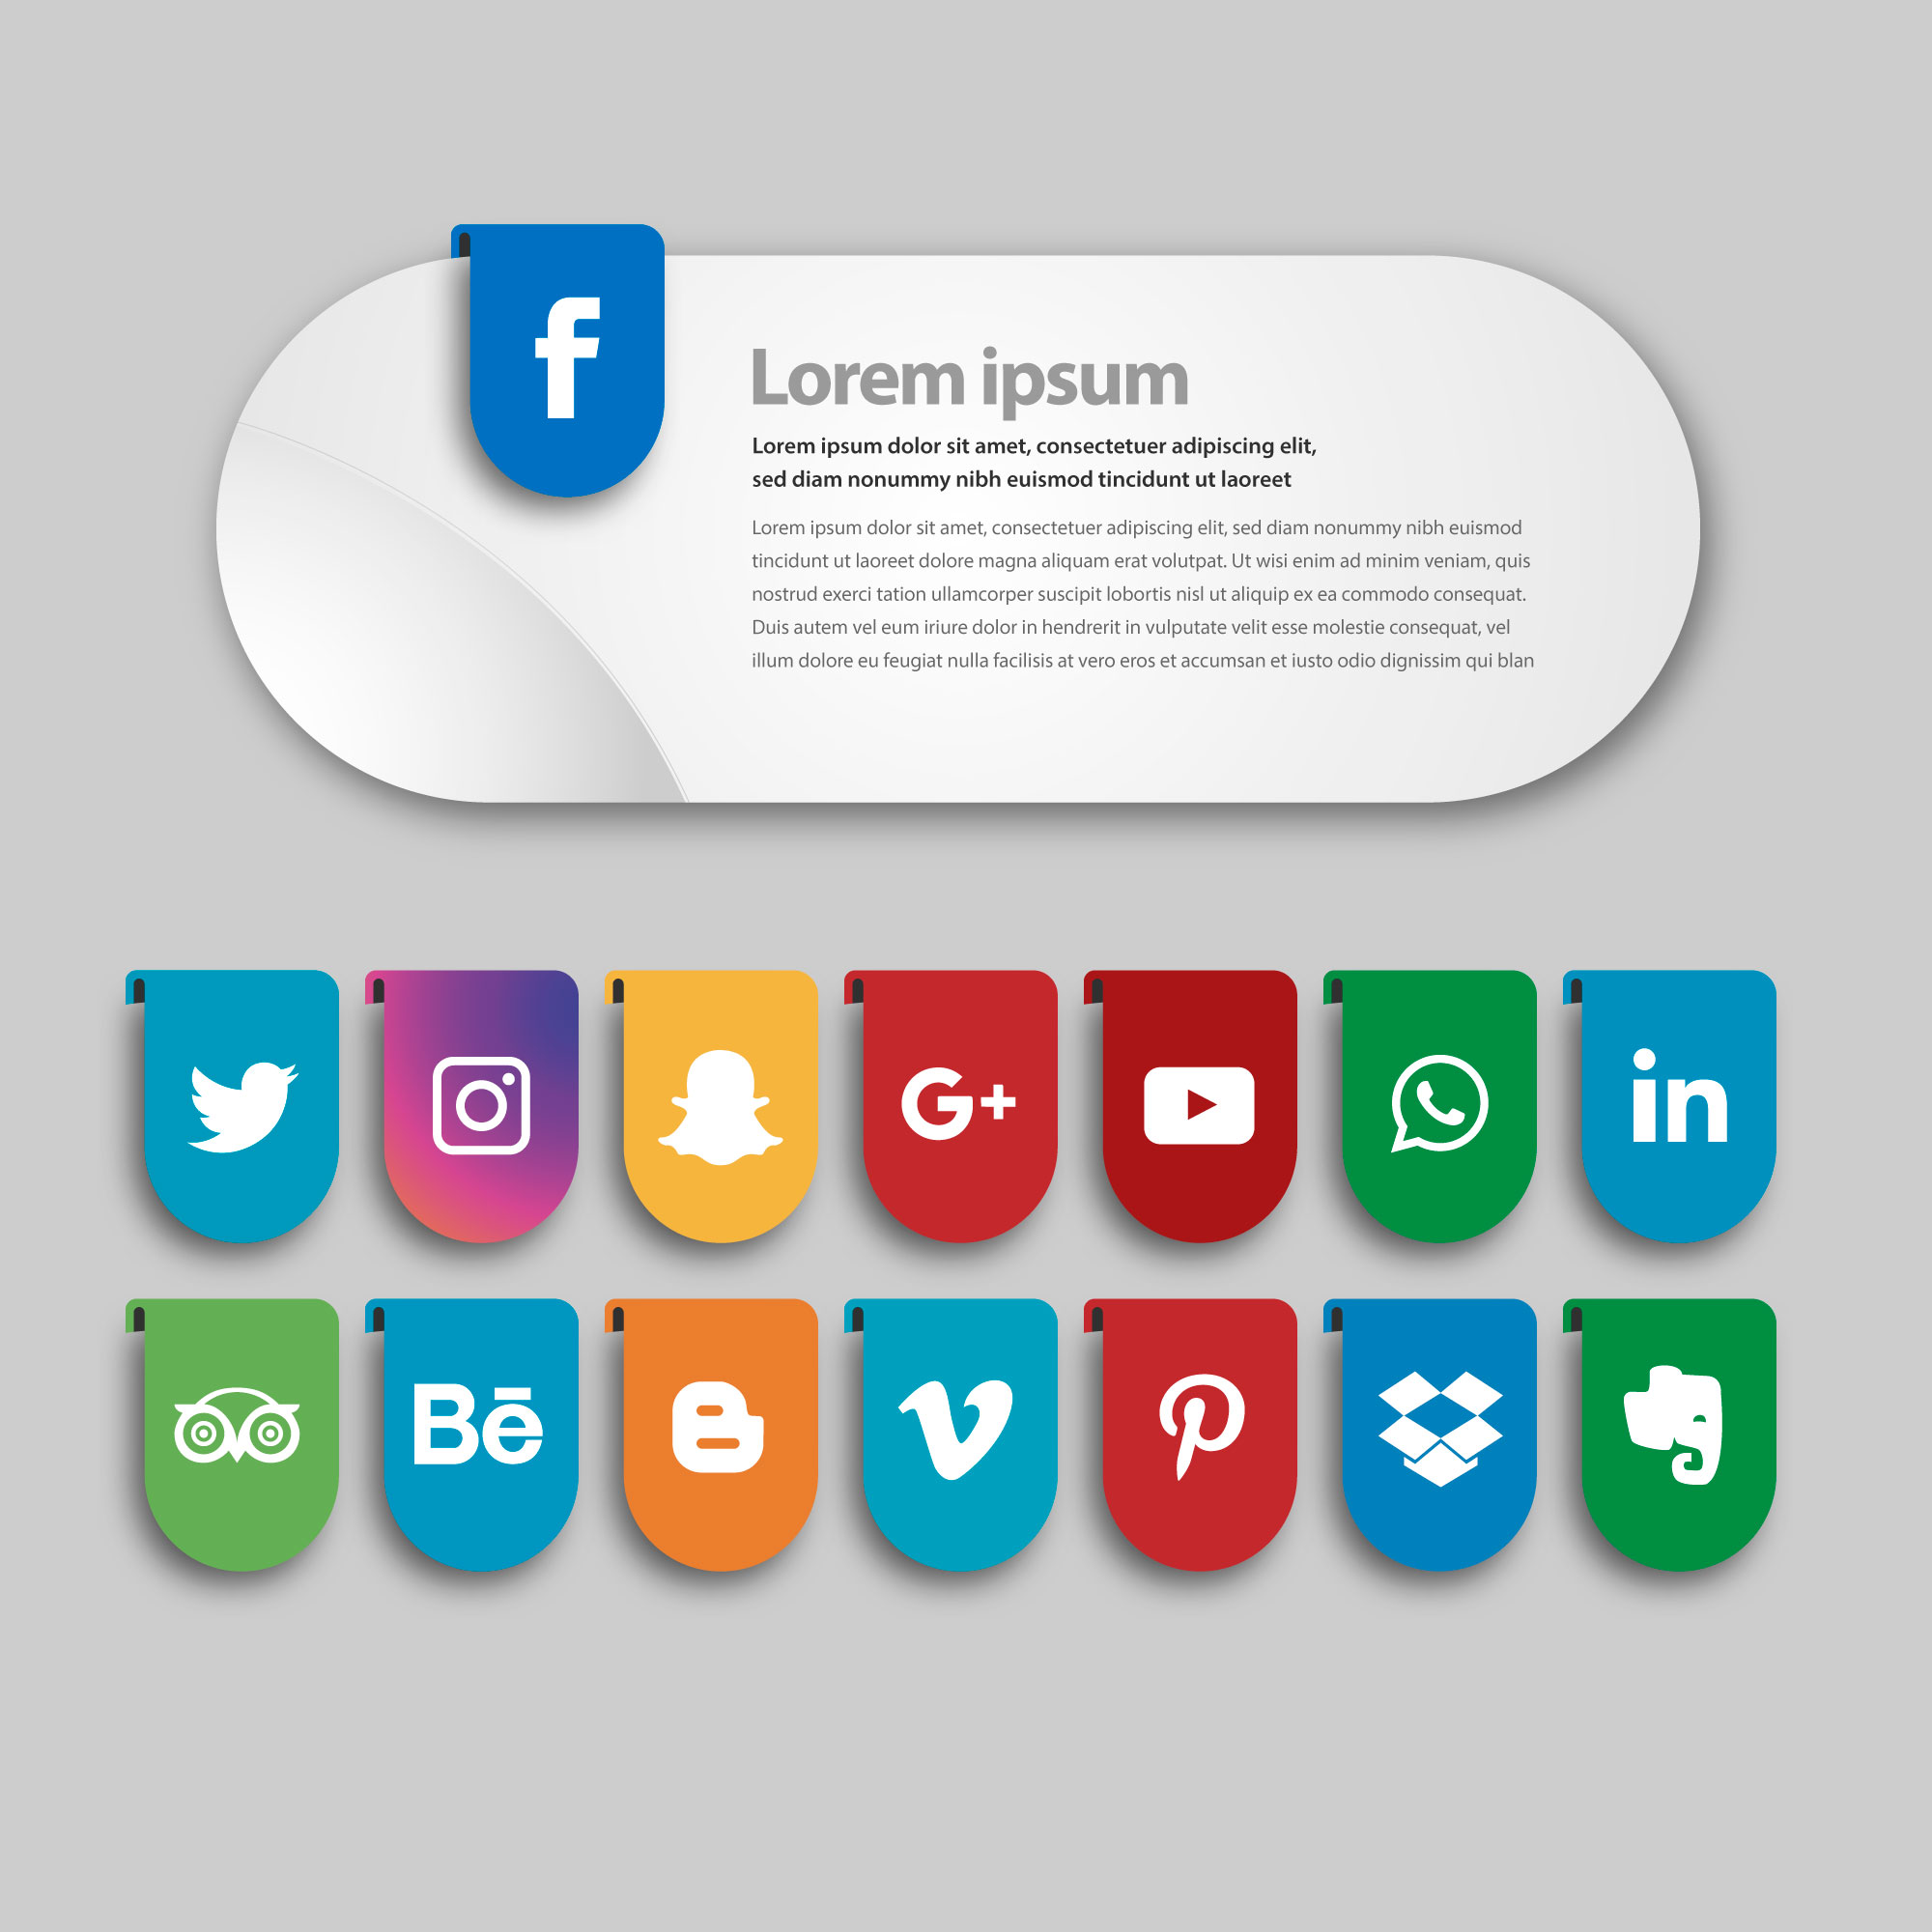 f
Lorem ipsum
Lorem ipsum dolor sit amet, consectetuer adipiscing elit,
sed diam nonummy nibh euismod tincidunt ut laoreet
Lorem ipsum dolor sit amet, consectetuer adipiscing elit, sed diam nonummy nibh euismod
tincidunt ut laoreet dolore magna aliquam erat volutpat. Ut wisi enim ad minim veniam, quis
nostrud exerci tation ullamcorper suscipit lobortis nisl ut aliquip ex ea commodo consequat.
Duis autem vel eum iriure dolor in hendrerit in vulputate velit esse molestie consequat, vel
illum dolore eu feugiat nulla facilisis at vero eros et accumsan et iusto odio dignissim qui blan
G+
in
Bē
B
v
p